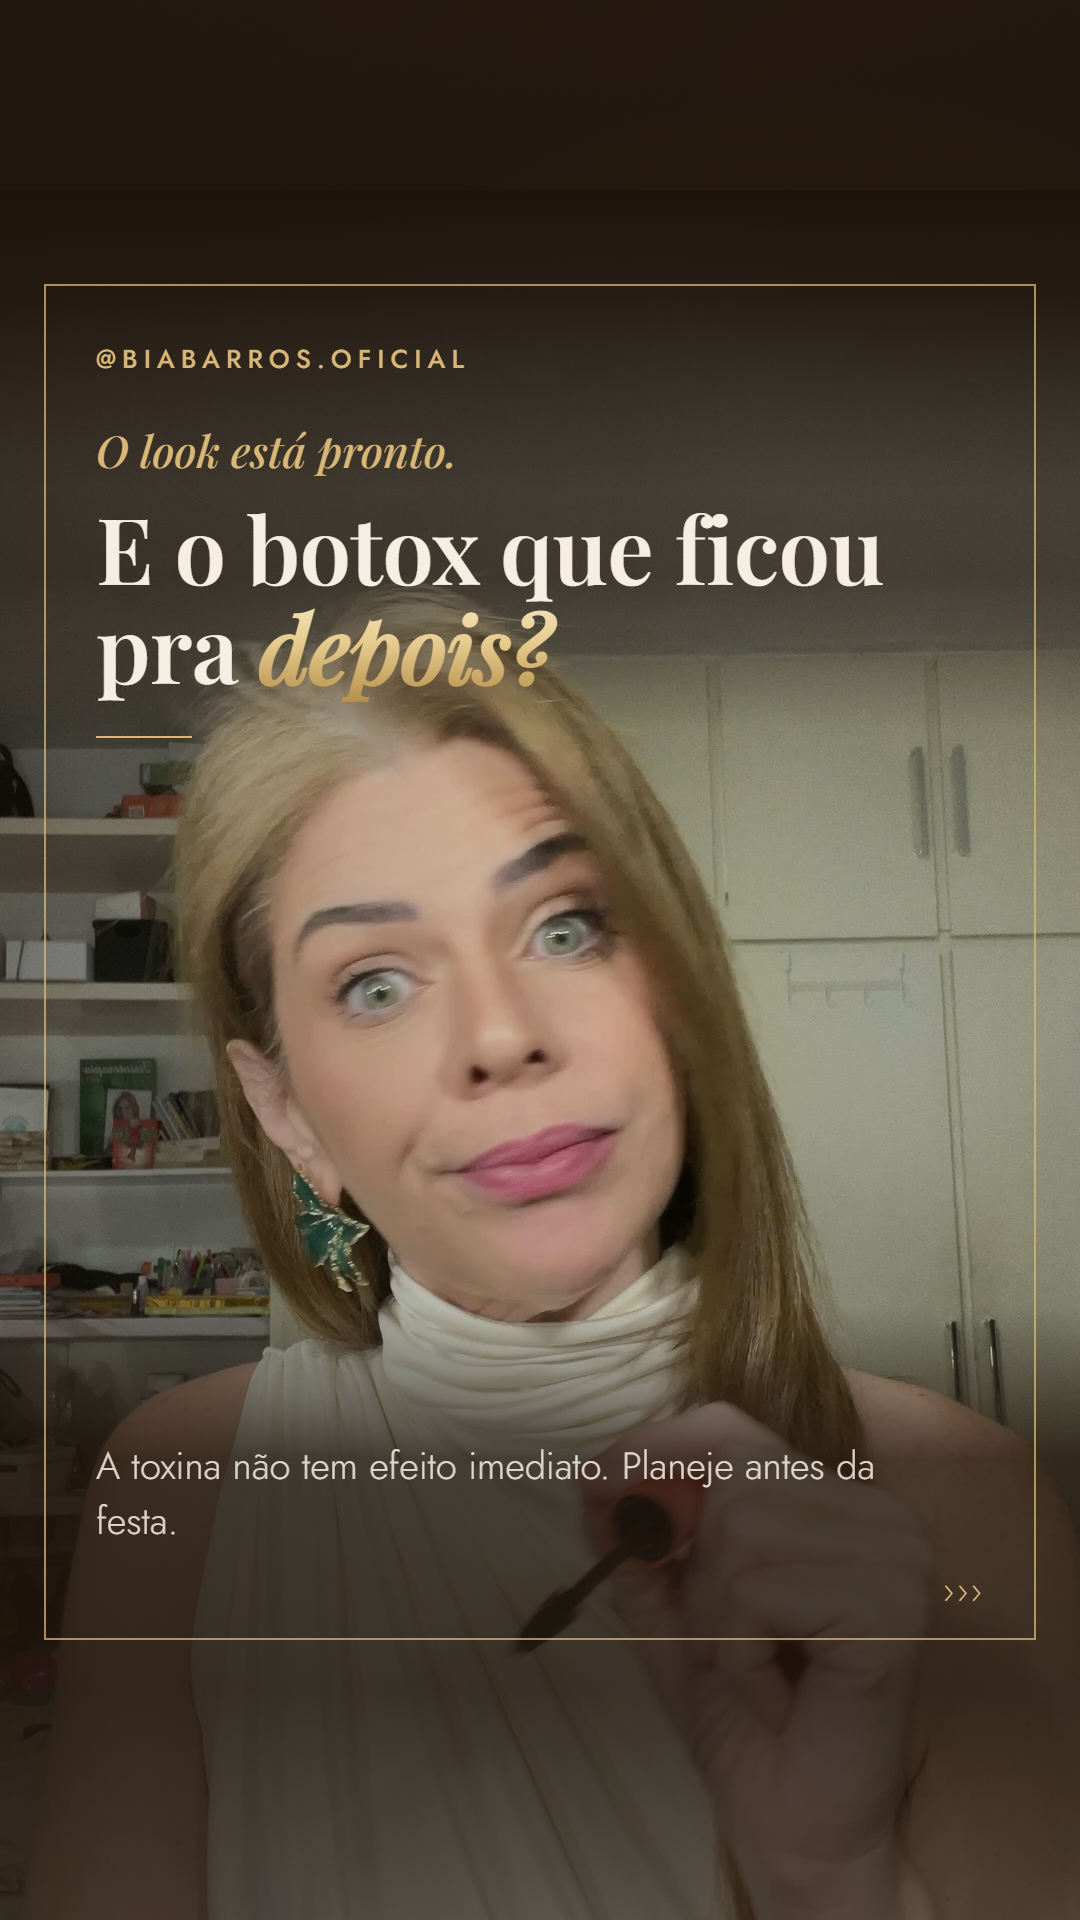 @BIABARROS.OFICIAL
O look está pronto.
E o botox que ficou
pra depois?
A toxina não tem efeito imediato. Planeje antes da
festa.
›››